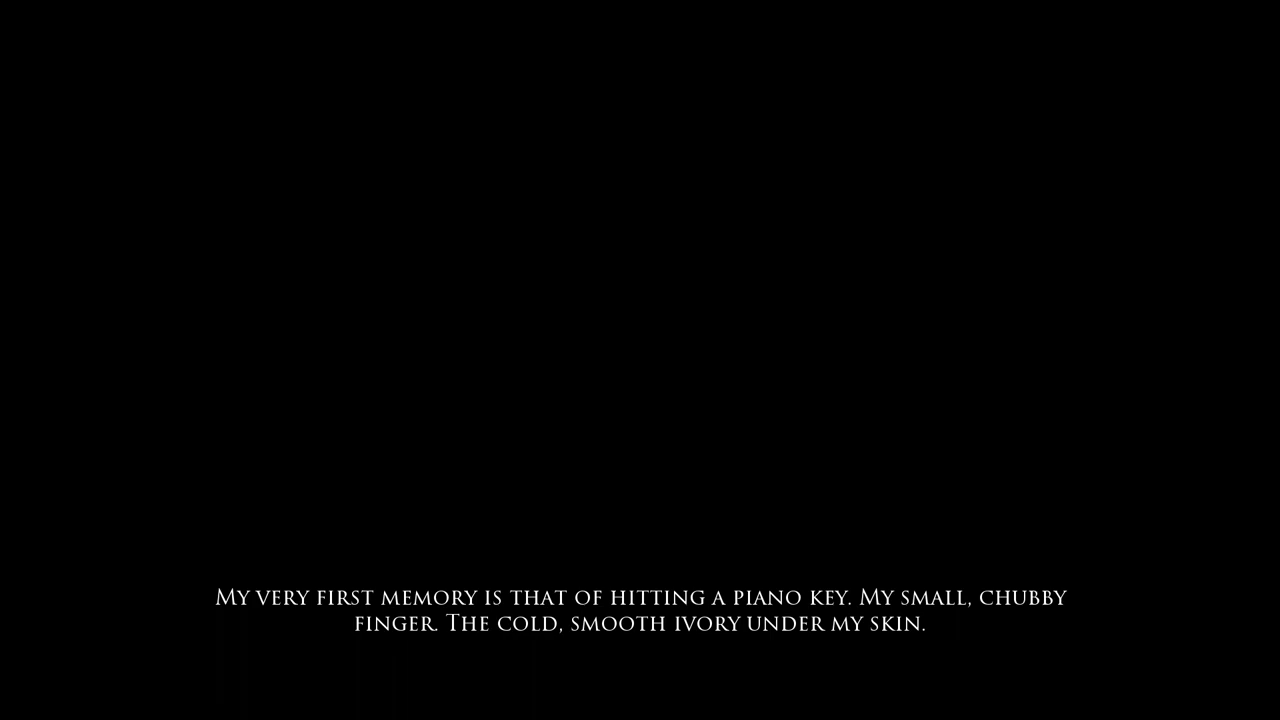 My very first memory is that of hitting a piano key. My small, chubby
finger. The cold, smooth ivory under my skin.